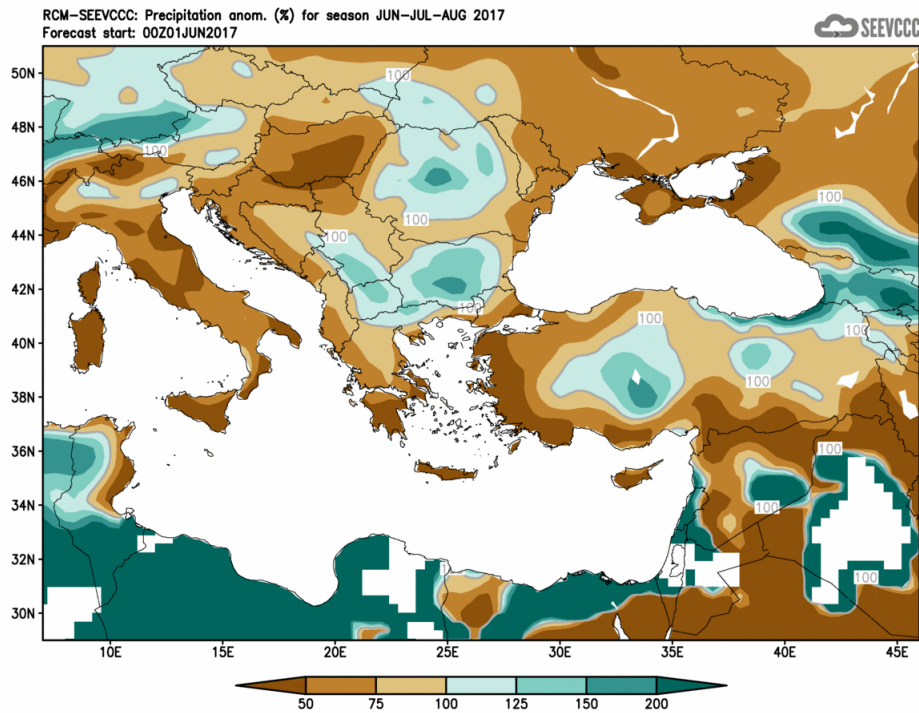 RCM-SEEVCCC: Precipitation anom. (%) for season JUN-JUL-AUG 2017
Forecast start: 00Z01JUN2017
SEEVCCC
50N
100
48N
100
46N
100
100
44N
100
42N
100
100
100
40N
100
38N
36N
100
34N
100
32N
100
30N
10E 15E 20E 25E 30E 35E 40E 45E
50 75 100 125 150 200